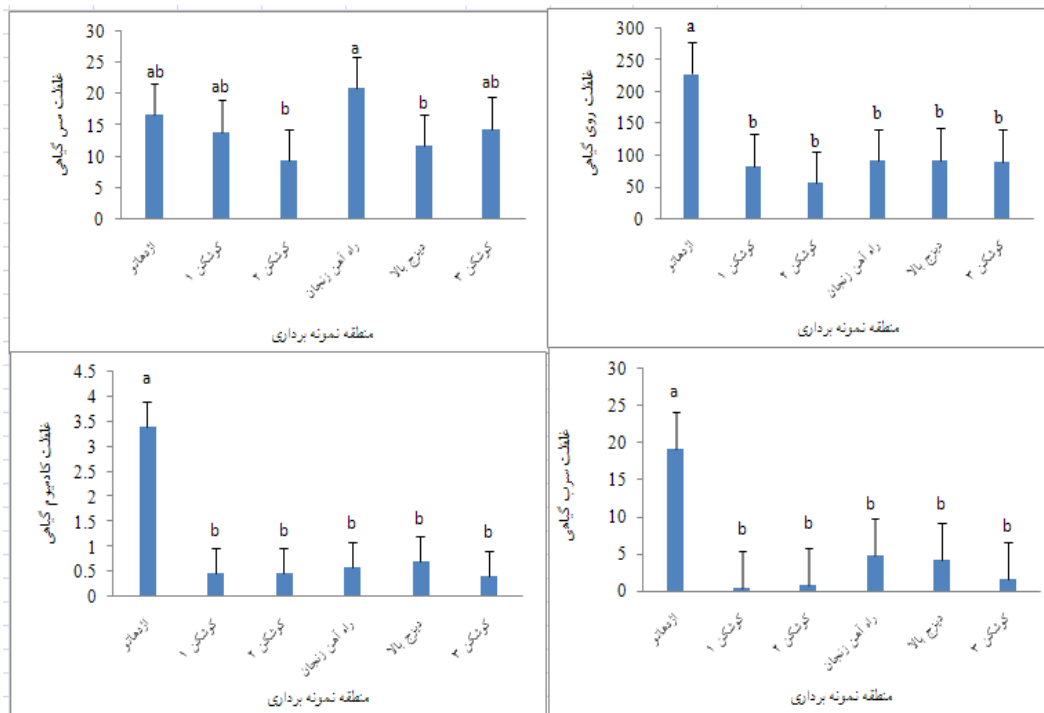 غلظت مس گیاهی
30
25
20
15
10
5
0
ab
ab
b
a
b
ab
اژدهاتو
کوشکن ۱
کوشکن ۲
راه آهن زنجان
دیزج بالا
کوشکن ۳
منطقه نمونه برداری
غلظت روی گیاهی
300
250
200
150
100
50
0
a
b
b
b
b
b
اژدهاتو
کوشکن ۱
کوشکن ۲
راه آهن زنجان
دیزج بالا
کوشکن ۳
منطقه نمونه برداری
غلظت کادمیوم گیاهی
4.5
4
3.5
3
2.5
2
1.5
1
0.5
0
a
b
b
b
b
b
اژدهاتو
کوشکن ۱
کوشکن ۲
راه آهن زنجان
دیزج بالا
کوشکن ۳
منطقه نمونه برداری
غلظت سرب گیاهی
30
25
20
15
10
5
0
a
b
b
b
b
b
اژدهاتو
کوشکن ۱
کوشکن ۲
راه آهن زنجان
دیزج بالا
کوشکن ۳
منطقه نمونه برداری